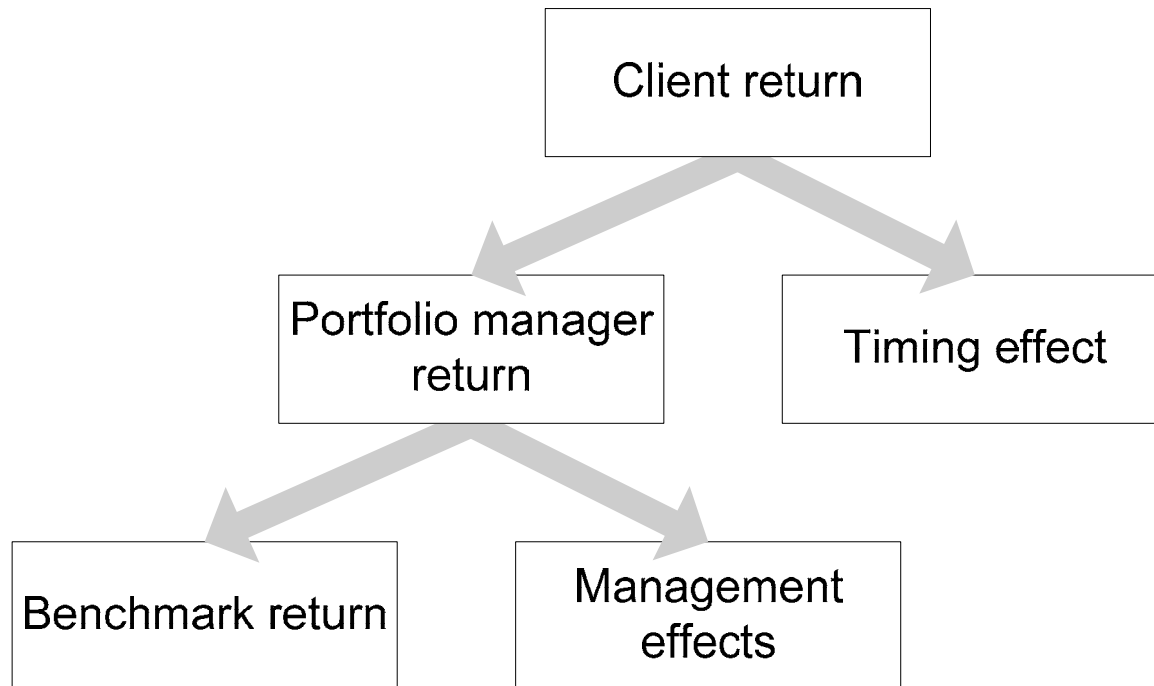 Client return
Portfolio manager
return
Timing effect
Benchmark return
Management
effects